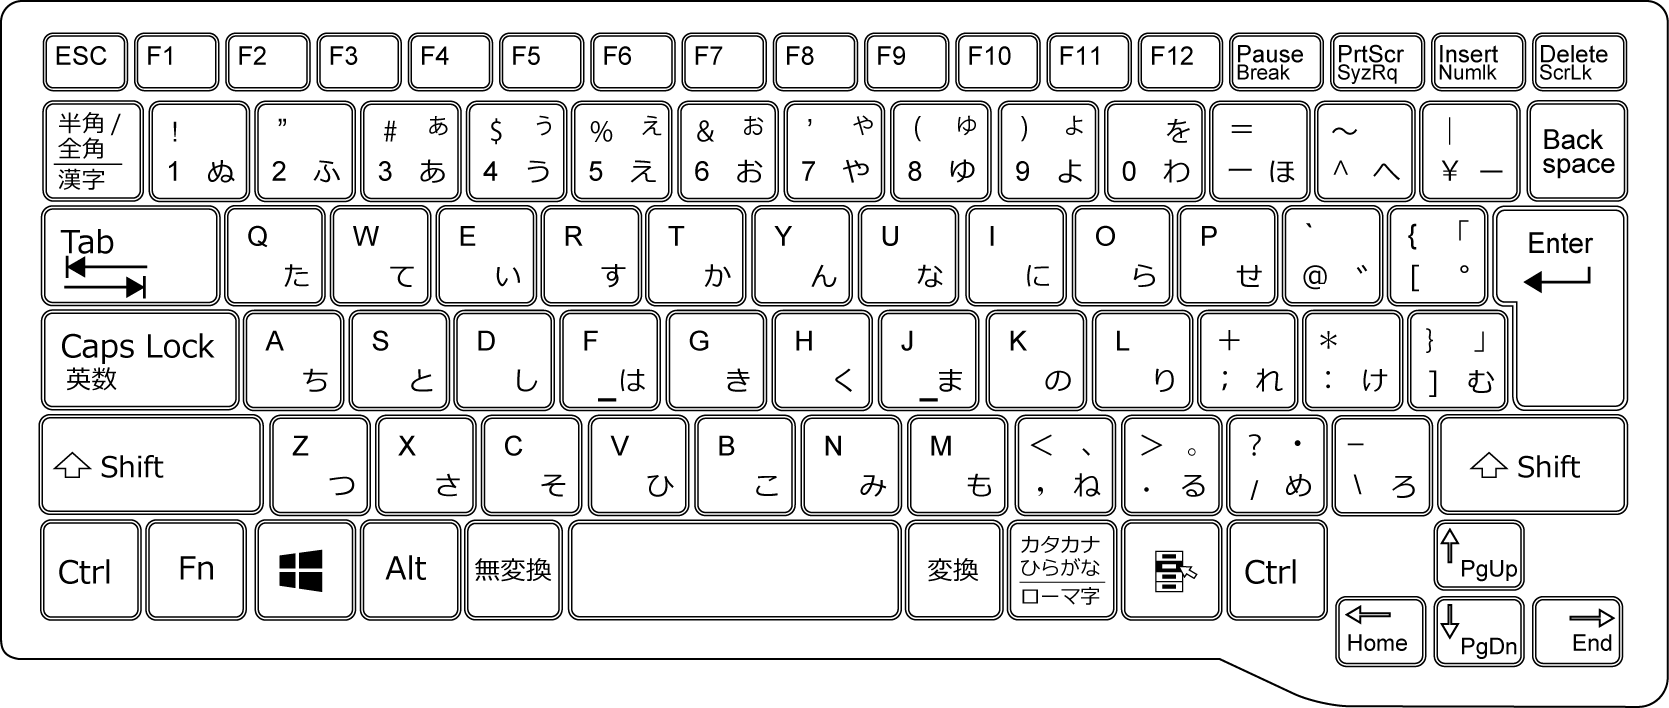 ESC F1 F2 F3 F4 F5 F6 F7 F8 F9 F10 F11 F12 Pause PrtScr Insert Delete
Break SyzRq Numlk ScrLk
半角 / ! ” # ぁ $ ぅ % ぇ & ぉ ’ ゃ ( ゅ ) ょ を = ～ |
全角 Back
漢字 1 ぬ 2 ふ 3 あ 4 う 5 え 6 お 7 や 8 ゆ 9 よ 0 わ － ほ ^ へ ¥ ー space
Tab Q W E R T Y U I O P ` { 「 Enter
た て い す か ん な に ら せ @ ゛ [ ゜
Caps Lock A S D F G H J K L ＋ * } 」
英数 ち と し _は き く _ま の り ; れ : け ] む
Z X C V B N M < 、 > 。 ? ・ －
Shift Shift
つ さ そ ひ こ み も , ね . る / め \ ろ
カタカナ
Ctrl Fn Alt 無変換 変換 ひらがな Ctrl PgUp
ローマ字
Home PgDn End